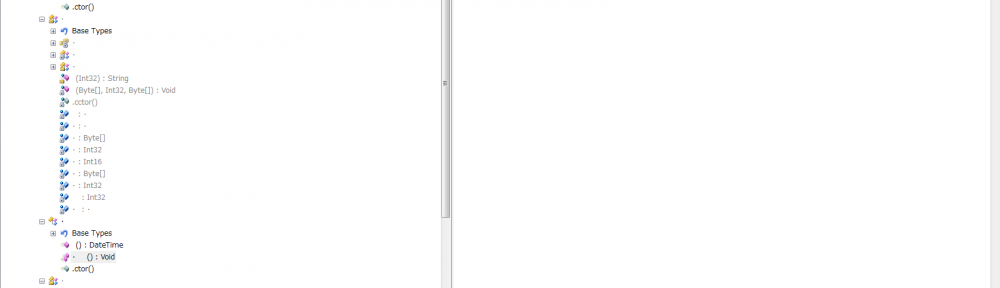 .ctor()
·
Base Types
·
·
·
(Int32) : String
(Byte[], Int32, Byte[]) : Void
.cctor()
: ·
· : ·
· : Byte[]
· : Int32
· : Int16
· : Byte[]
· : Int32
: Int32
· : ·
·
Base Types
() : DateTime
· () : Void
.ctor()
·